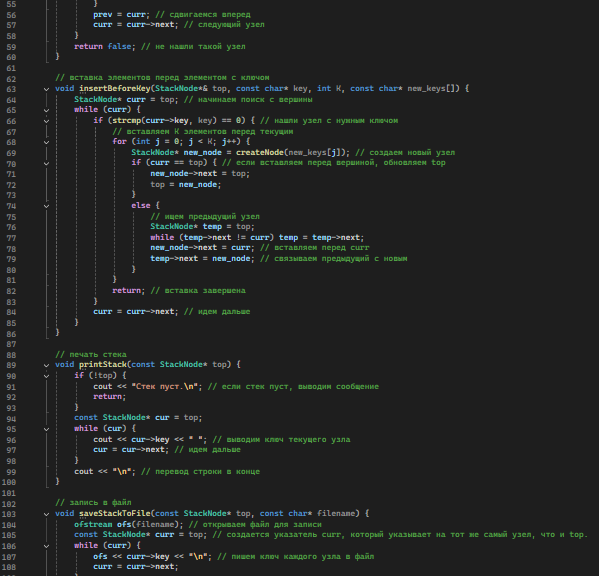 55 }
56 prev = curr; // сдвигаемся вперед
57 curr = curr->next; // следующий узел
58 }
59 return false; // не нашли такой узел
60 }
61
62 // вставка элементов перед элементом с ключом
63 void insertBeforeKey(StackNode*& top, const char* key, int K, const char* new_keys[]) {
64 StackNode* curr = top; // начинаем поиск с вершины
65 while (curr) {
66 if (strcmp(curr->key, key) == 0) { // нашли узел с нужным ключом
67 // вставляем K элементов перед текущим
68 for (int j = 0; j < K; j++) {
69 StackNode* new_node = createNode(new_keys[j]); // создаем новый узел
70 if (curr == top) { // если вставляем перед вершиной, обновляем top
71 new_node->next = top;
72 top = new_node;
73 }
74 else {
75 // ищем предыдущий узел
76 StackNode* temp = top;
77 while (temp->next != curr) temp = temp->next;
78 new_node->next = curr; // вставляем перед curr
79 temp->next = new_node; // связываем предыдущий с новым
80 }
81 }
82 return; // вставка завершена
83 }
84 curr = curr->next; // идем дальше
85 }
86 }
87
88 // печать стека
89 void printStack(const StackNode* top) {
90 if (!top) {
91 cout << "Стек пуст.\n"; // если стек пуст, выводим сообщение
92 return;
93 }
94 const StackNode* cur = top;
95 while (cur) {
96 cout << cur->key << " "; // выводим ключ текущего узла
97 cur = cur->next; // идем дальше
98 }
99 cout << "\n"; // перевод строки в конце
100 }
101
102 // запись в файл
103 void saveStackToFile(const StackNode* top, const char* filename) {
104 ofstream ofs(filename); // открываем файл для записи
105 const StackNode* curr = top; // создается указатель curr, который указывает на тот же самый узел, что и top.
106 while (curr) {
107 ofs << curr->key << "\n"; // пишем ключ каждого узла в файл
108 curr = curr->next;